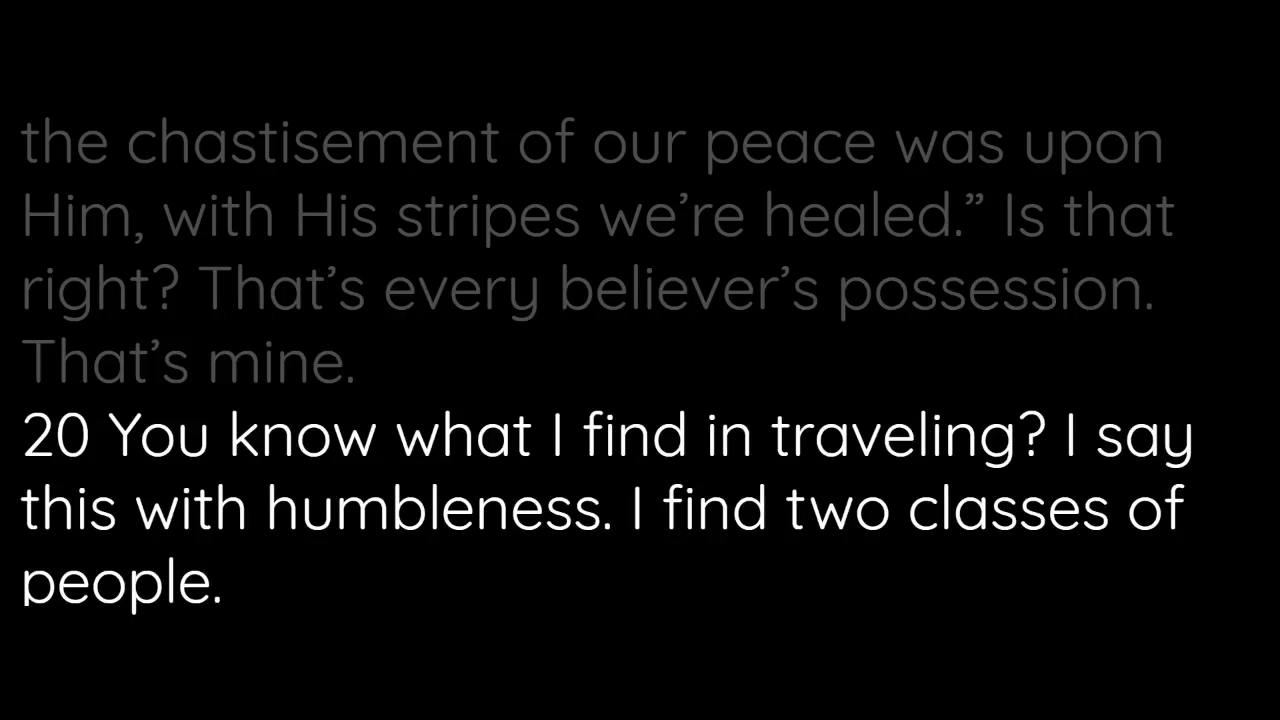 the chastisement of our peace was upon
Him, with His stripes we’re healed.” Is that
right? That’s every believer’s possession.
That’s mine.
20 You know what I find in traveling? I say
this with humbleness. I find two classes of
people.